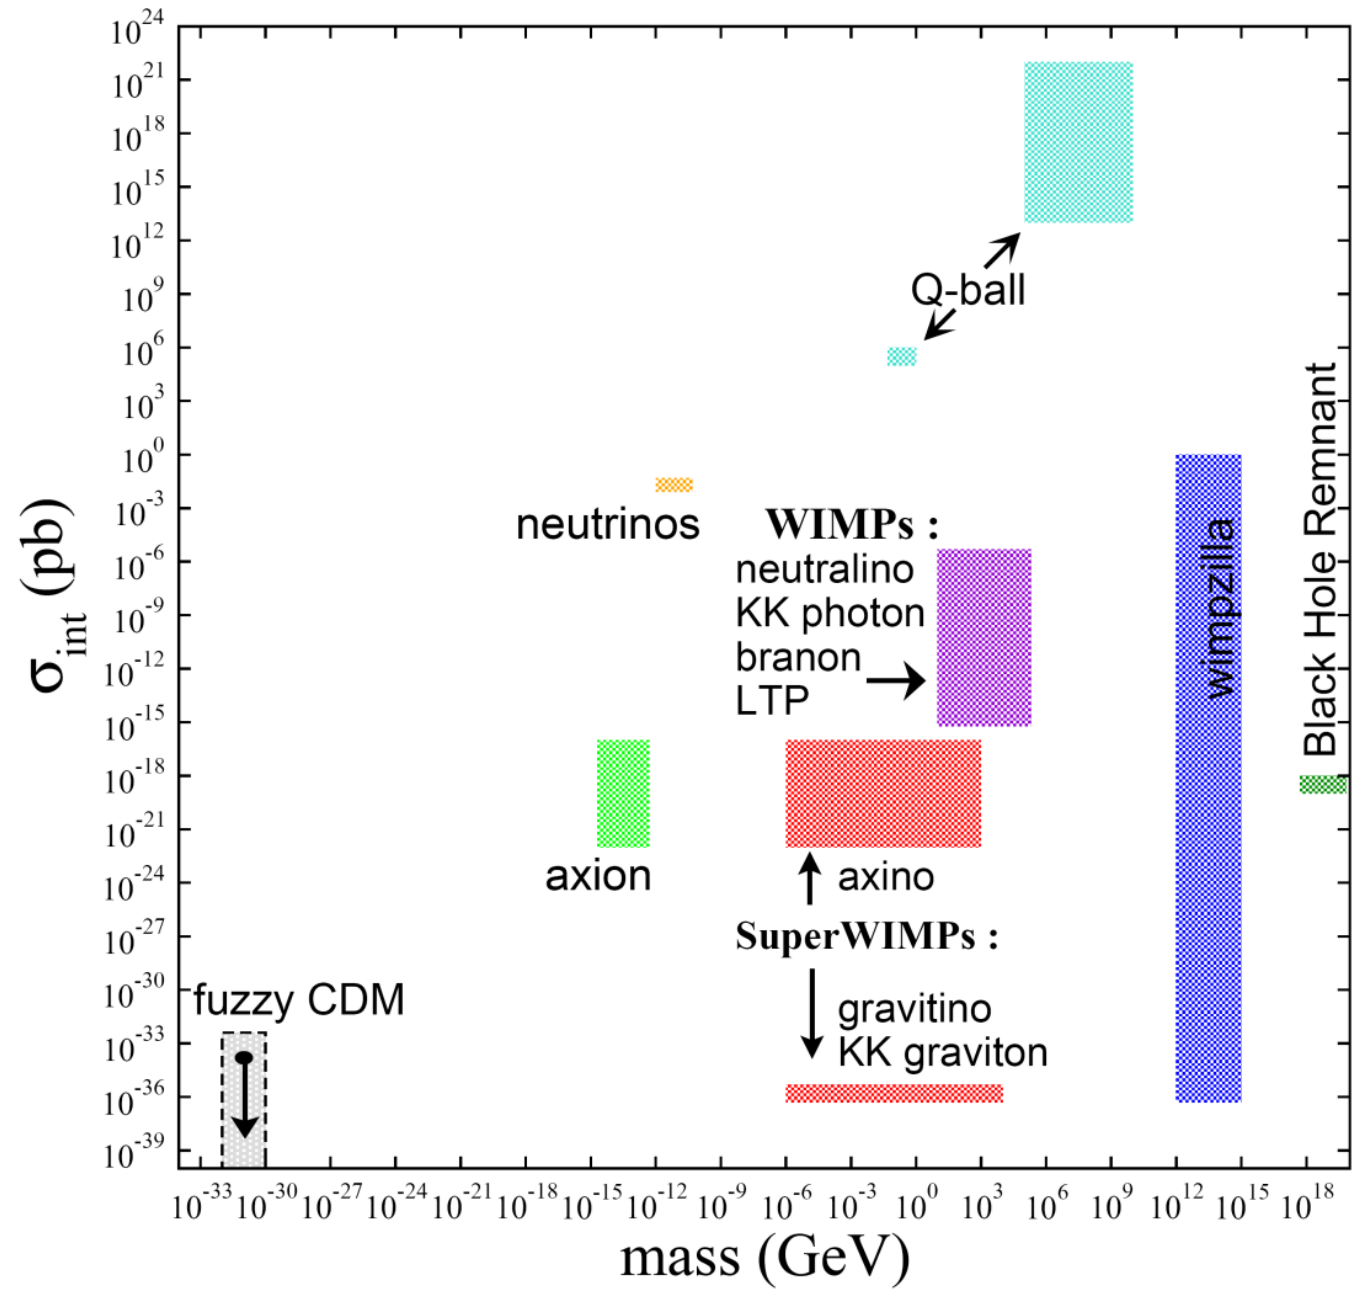 10^24
10^21
10^18
10^15
10^12
10^9
10^6
10^3
10^0
10^-3
10^-6
10^-9
10^-12
10^-15
10^-18
10^-21
10^-24
10^-27
10^-30
10^-33
10^-36
10^-39
σ_int (pb)
Q-ball
neutrinos
WIMPs :
neutralino
KK photon
branon
LTP
wimpzilla
Black Hole Remnant
axion
axino
SuperWIMPs :
gravitino
KK graviton
fuzzy CDM
10^-33 10^-30 10^-27 10^-24 10^-21 10^-18 10^-15 10^-12 10^-9 10^-6 10^-3 10^0 10^3 10^6 10^9 10^12 10^15 10^18
mass (GeV)